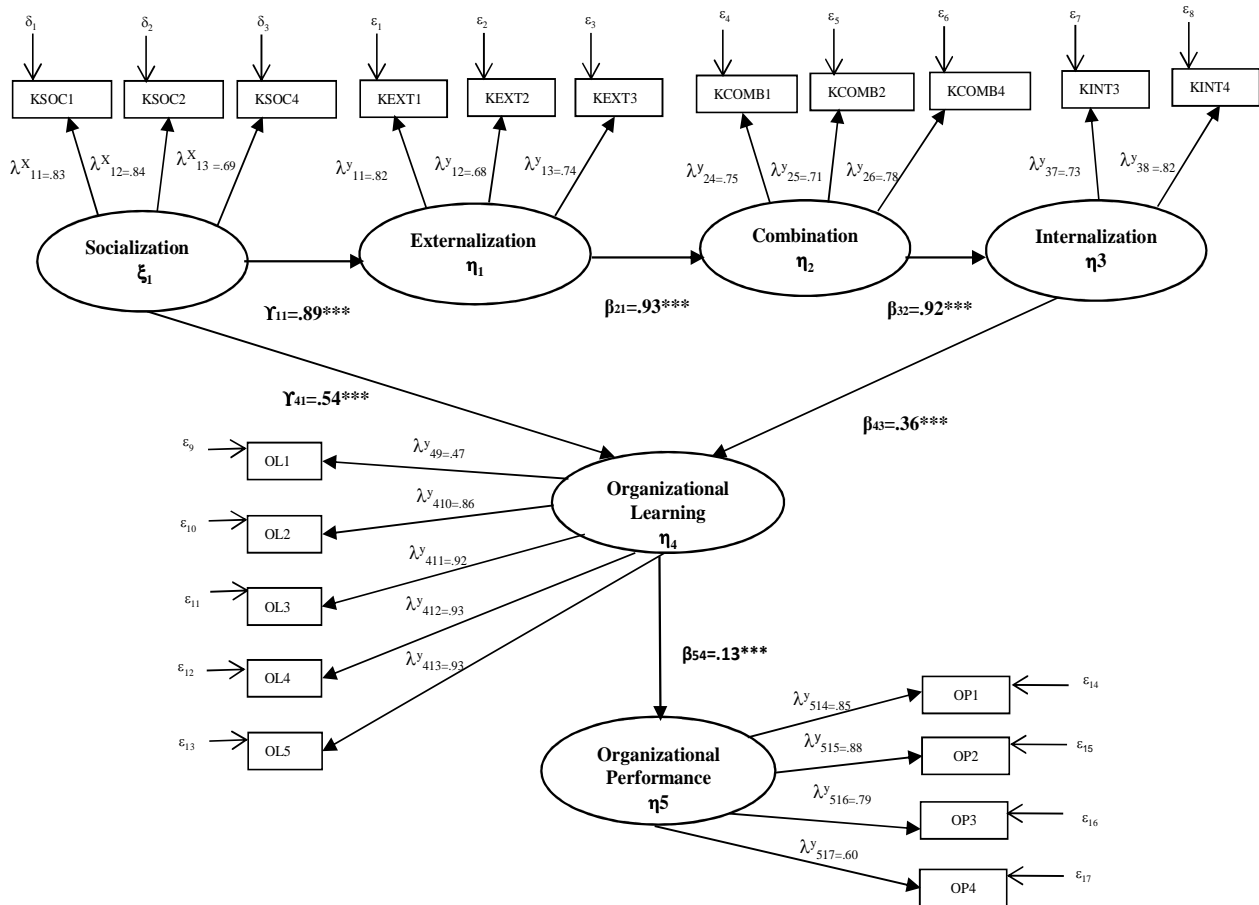 δ1 δ2 δ3 ε1 ε2 ε3 ε4 ε5 ε6 ε7 ε8
KSOC1 KSOC2 KSOC4 KEXT1 KEXT2 KEXT3 KCOMB1 KCOMB2 KCOMB4 KINT3 KINT4
λX11=.83 λX12=.84 λX13 =.69 λy11=.82 λy12=.68 λy13=.74 λy24=.75 λy25=.71 λy26=.78 λy37=.73 λy38 =.82
Socialization
ξ1
Externalization
η1
Combination
η2
Internalization
η3
ϒ11=.89*** β21=.93*** β32=.92***
ϒ41=.54*** β43=.36***
ε9 OL1 λy49=.47
ε10 OL2 λy410=.86
ε11 OL3 λy411=.92
ε12 OL4 λy412=.93
ε13 OL5 λy413=.93
Organizational
Learning
η4
β54=.13***
Organizational
Performance
η5
λy514=.85 OP1 ε14
λy515=.88 OP2 ε15
λy516=.79 OP3 ε16
λy517=.60 OP4 ε17